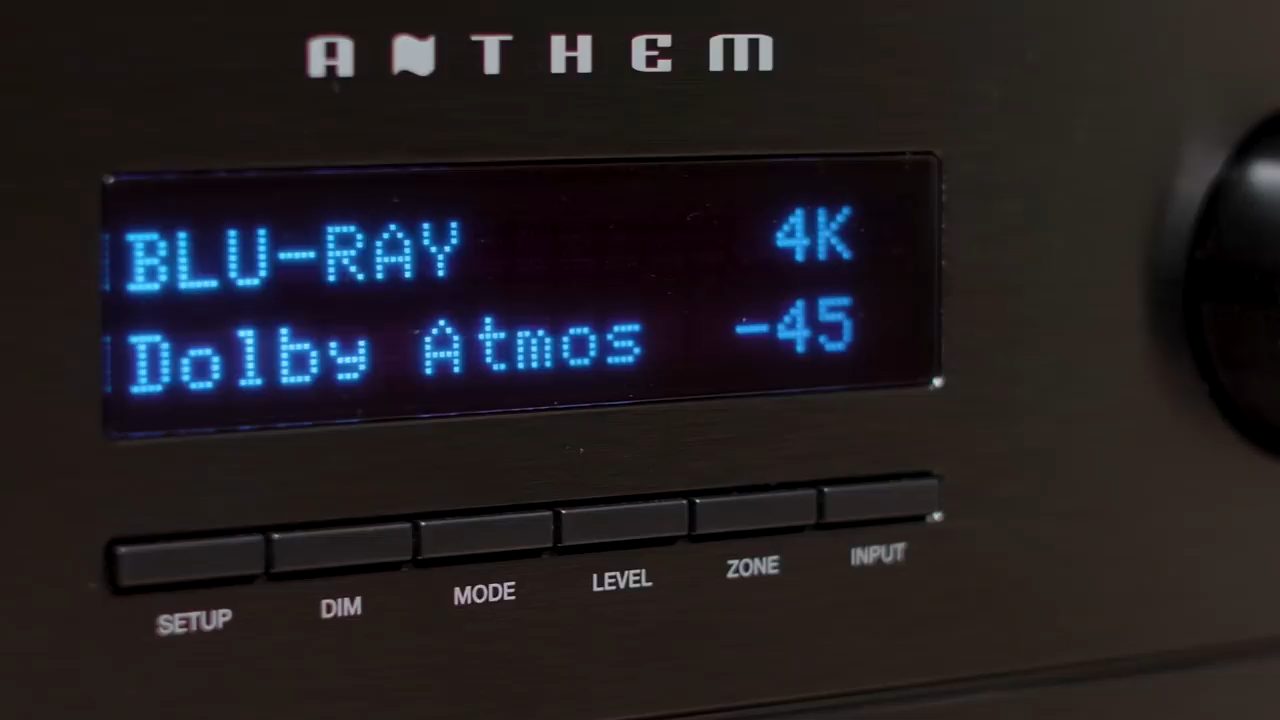 ANTHEM
BLU-RAY 4K
Dolby Atmos -45
SETUP DIM MODE LEVEL ZONE INPUT